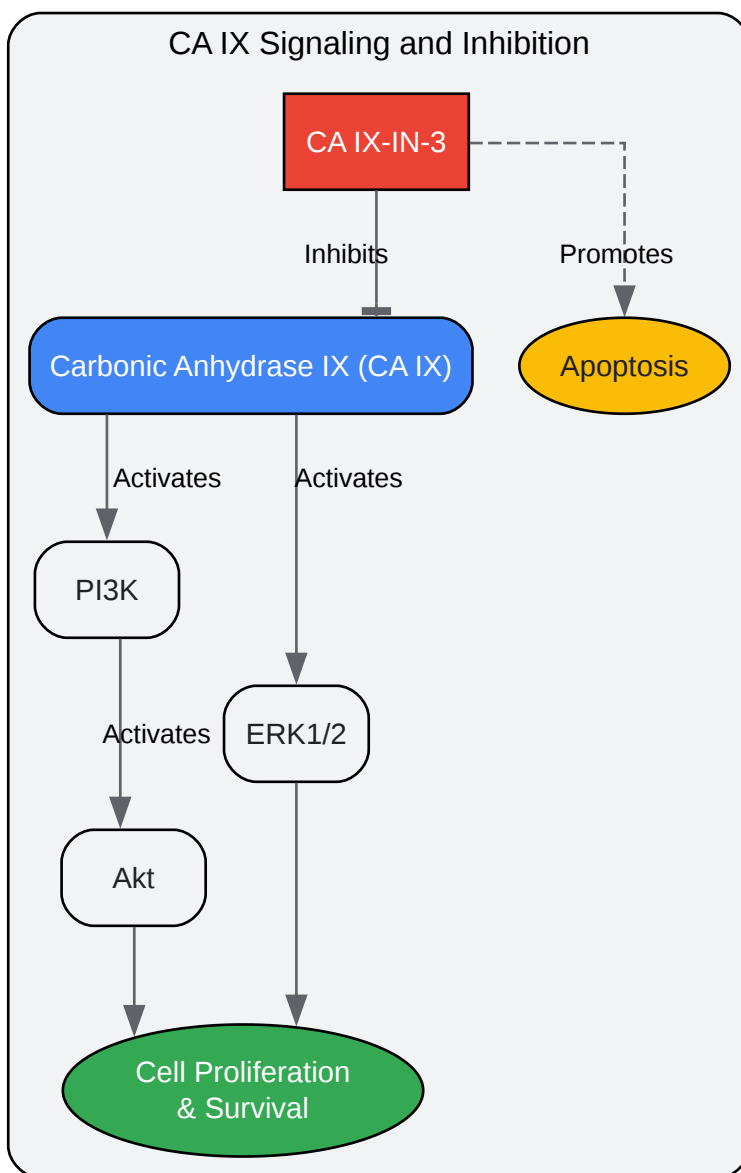 CA IX Signaling and Inhibition
CA IX-IN-3
Inhibits
Promotes
Carbonic Anhydrase IX (CA IX)
Apoptosis
Activates
Activates
PI3K
Activates
ERK1/2
Akt
Cell Proliferation
& Survival